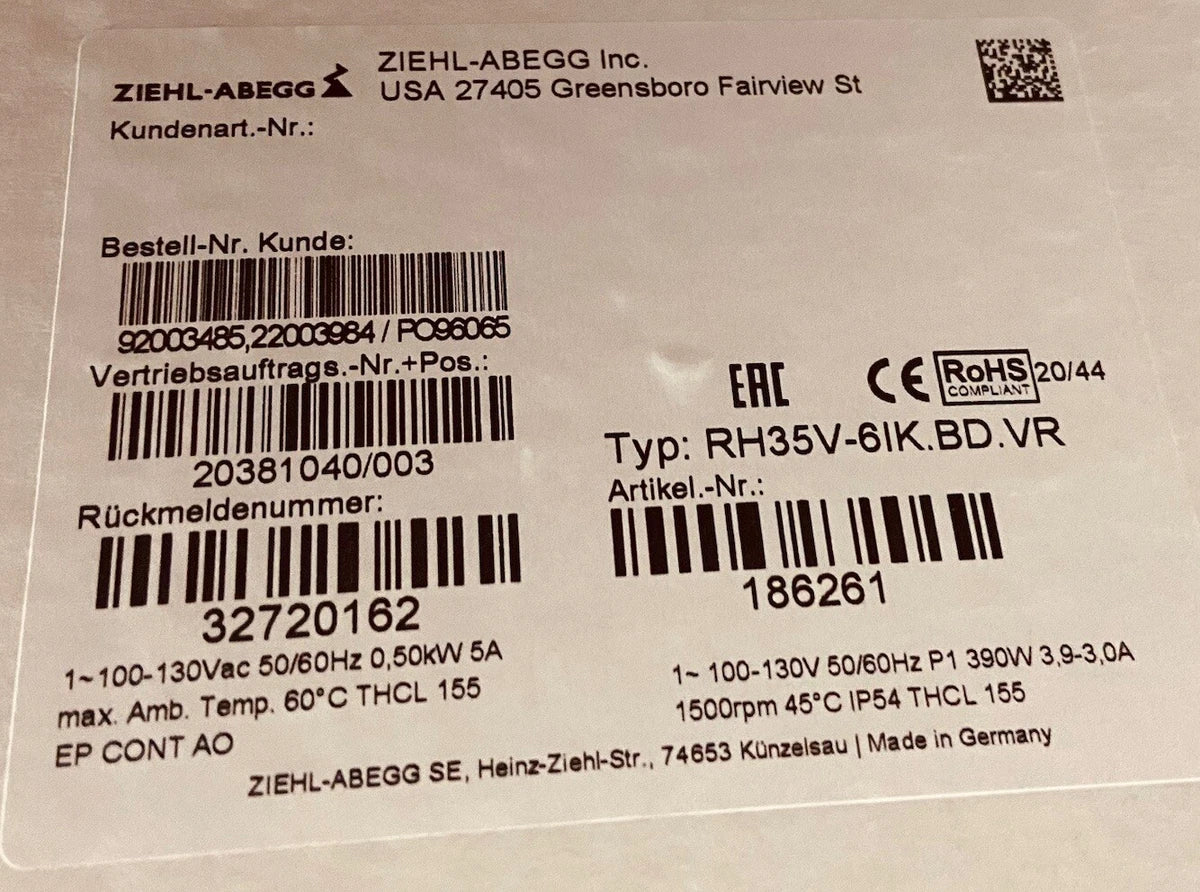 ZIEHL-ABEGG
ZIEHL-ABEGG Inc.
USA 27405 Greensboro Fairview St
Kundenart.-Nr.:
Bestell-Nr. Kunde:
92003485,22003984 / PO96065
Vertriebsauftrags.-Nr.+Pos.:
20381040/003
Rückmeldenummer:
32720162
1~ 100-130Vac 50/60Hz 0,50kW 5A
max. Amb. Temp. 60°C THCL 155
EP CONT AO
EAC CE RoHS 20/44
COMPLIANT
Typ: RH35V-6IK.BD.VR
Artikel.-Nr.:
186261
1~ 100-130V 50/60Hz P1 390W 3,9-3,0A
1500rpm 45°C IP54 THCL 155
ZIEHL-ABEGG SE, Heinz-Ziehl-Str., 74653 Künzelsau | Made in Germany